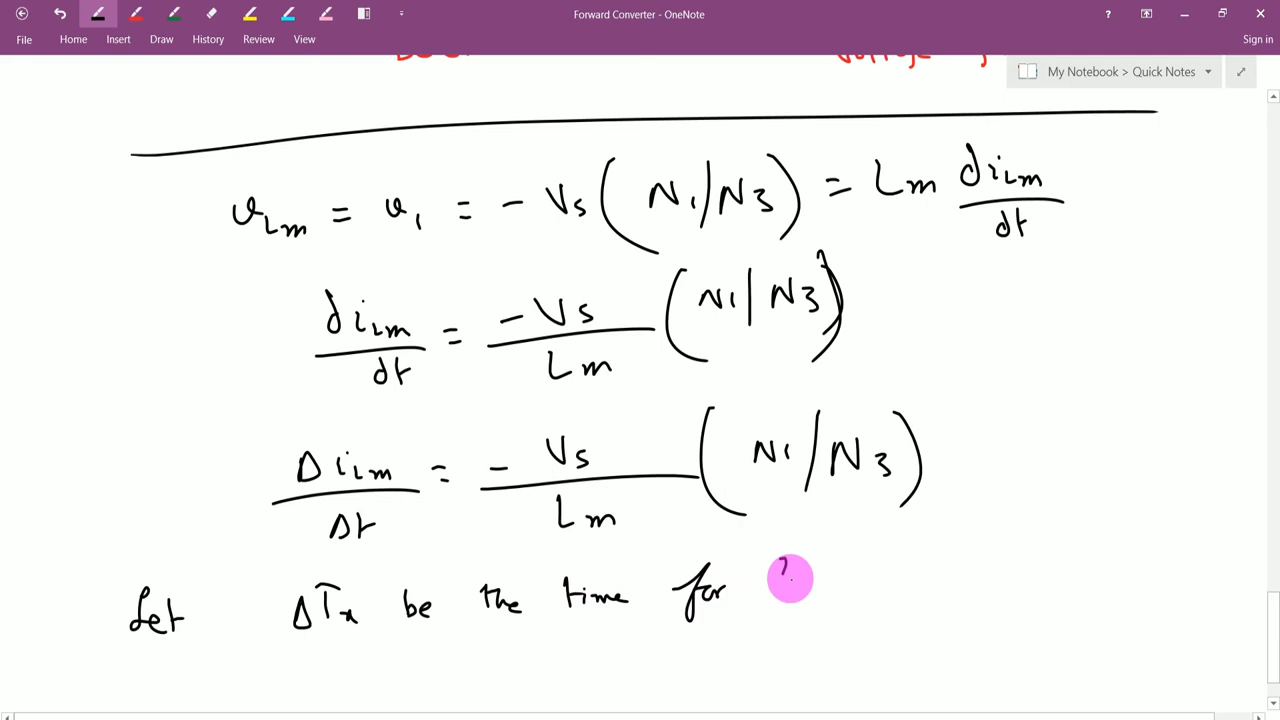 Forward Converter - OneNote
File Home Insert Draw History Review View Sign in
My Notebook > Quick Notes
v_Lm = v_1 = - Vs ( N1/N3 ) = Lm di_Lm/dt
di_Lm/dt = -Vs/Lm ( N1/N3 )
Δi_Lm/Δt = - Vs/Lm ( N1/N3 )
Let ΔTx be the time for